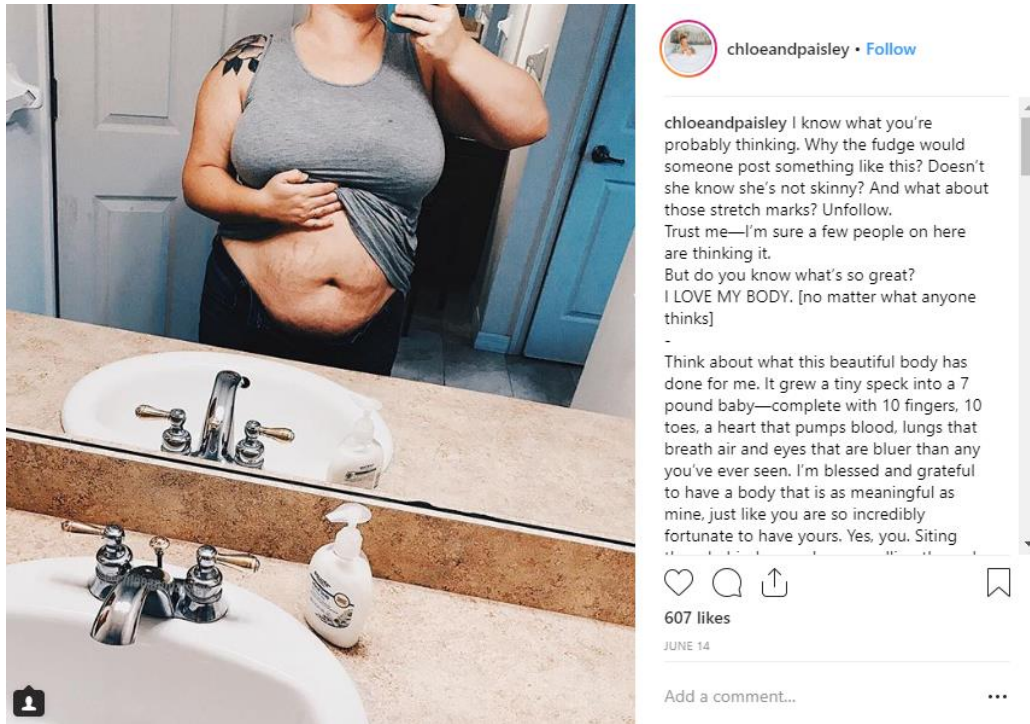 chloeandpaisley • Follow
chloeandpaisley I know what you're
probably thinking. Why the fudge would
someone post something like this? Doesn't
she know she's not skinny? And what about
those stretch marks? Unfollow.
Trust me—I'm sure a few people on here
are thinking it.
But do you know what's so great?
I LOVE MY BODY. [no matter what anyone
thinks]
-
Think about what this beautiful body has
done for me. It grew a tiny speck into a 7
pound baby—complete with 10 fingers, 10
toes, a heart that pumps blood, lungs that
breath air and eyes that are bluer than any
you've ever seen. I'm blessed and grateful
to have a body that is as meaningful as
mine, just like you are so incredibly
fortunate to have yours. Yes, you. Siting
607 likes
JUNE 14
Add a comment...